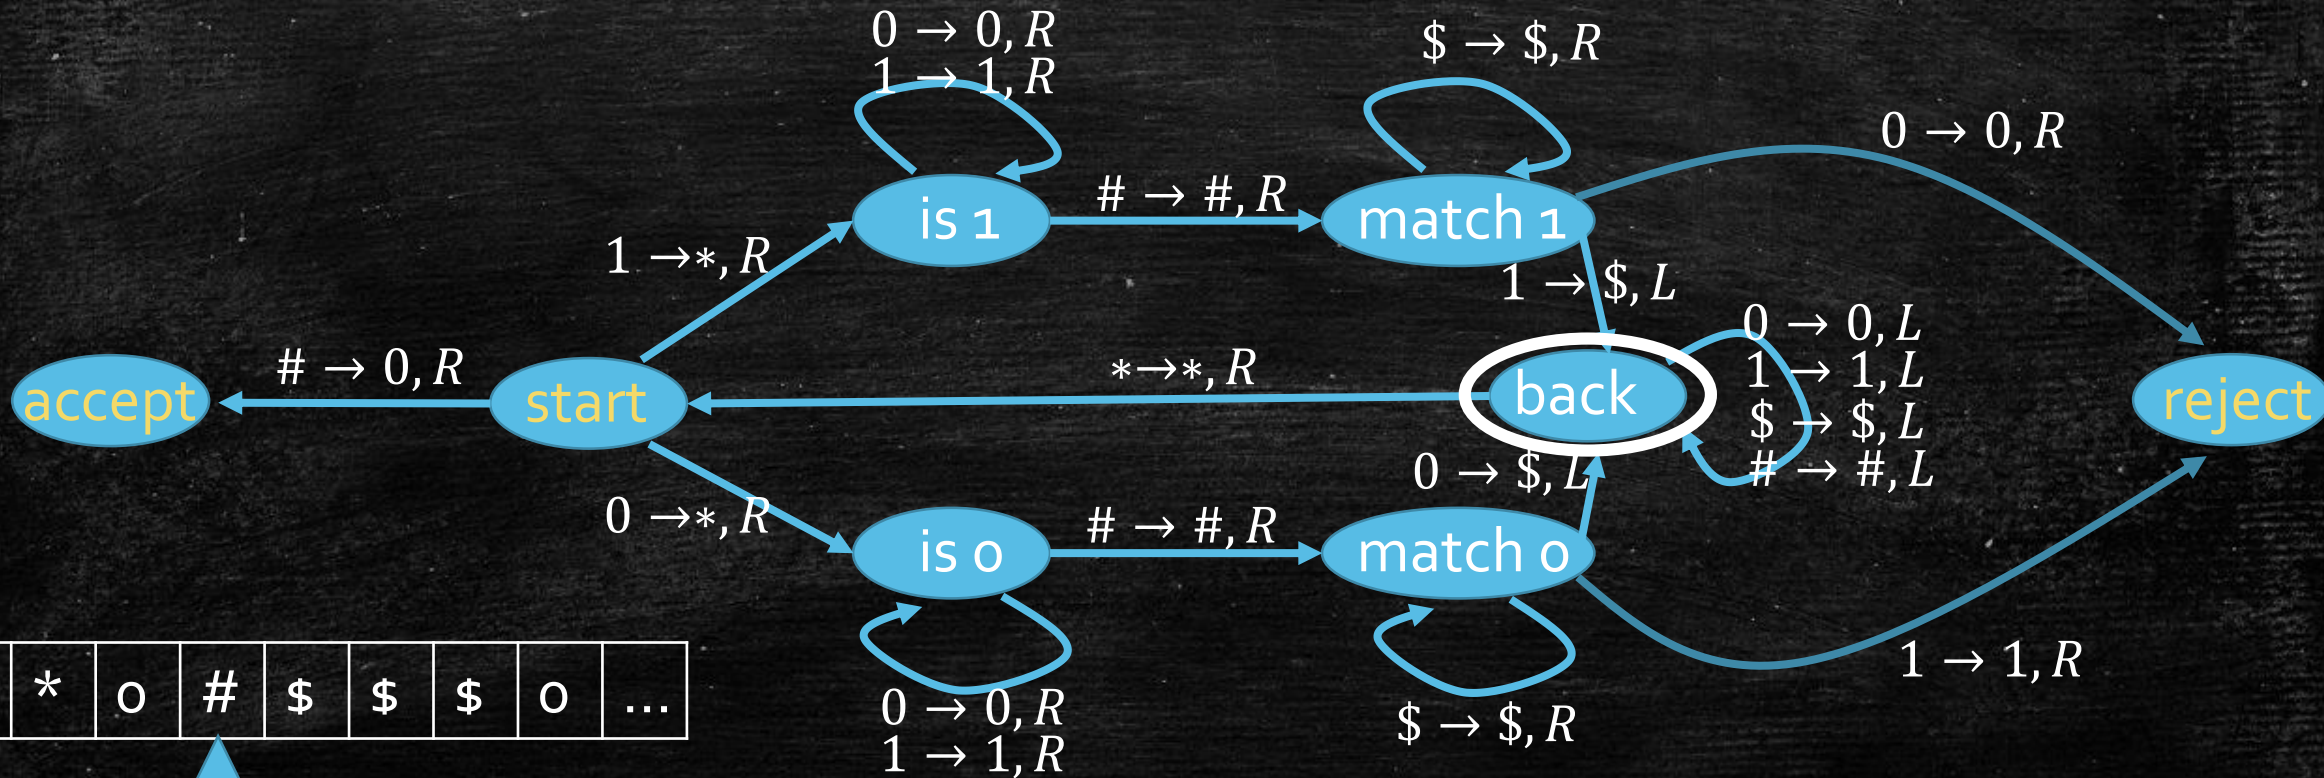 0 → 0, R
1 → 1, R
$ → $, R
0 → 0, R
is 1
# → #, R
match 1
1 →*, R
1 → $, L
0 → 0, L
1 → 1, L
$ → $, L
# → #, L
accept
# → 0, R
start
*→*, R
back
reject
0 → $, L
0 →*, R
is 0
# → #, R
match 0
1 → 1, R
0 → 0, R
1 → 1, R
$ → $, R
* 0 # $ $ $ 0 ...